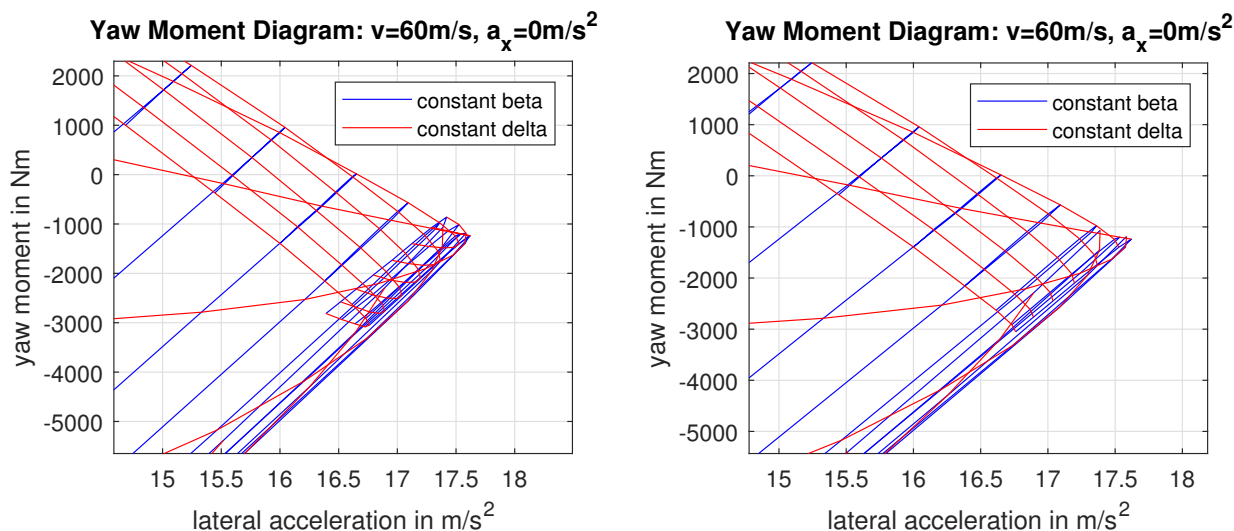 Yaw Moment Diagram: v=60m/s, a_x=0m/s^2
yaw moment in Nm
2000
1000
0
-1000
-2000
-3000
-4000
-5000
constant beta
constant delta
15 15.5 16 16.5 17 17.5 18
lateral acceleration in m/s^2
Yaw Moment Diagram: v=60m/s, a_x=0m/s^2
yaw moment in Nm
2000
1000
0
-1000
-2000
-3000
-4000
-5000
constant beta
constant delta
15 15.5 16 16.5 17 17.5 18
lateral acceleration in m/s^2